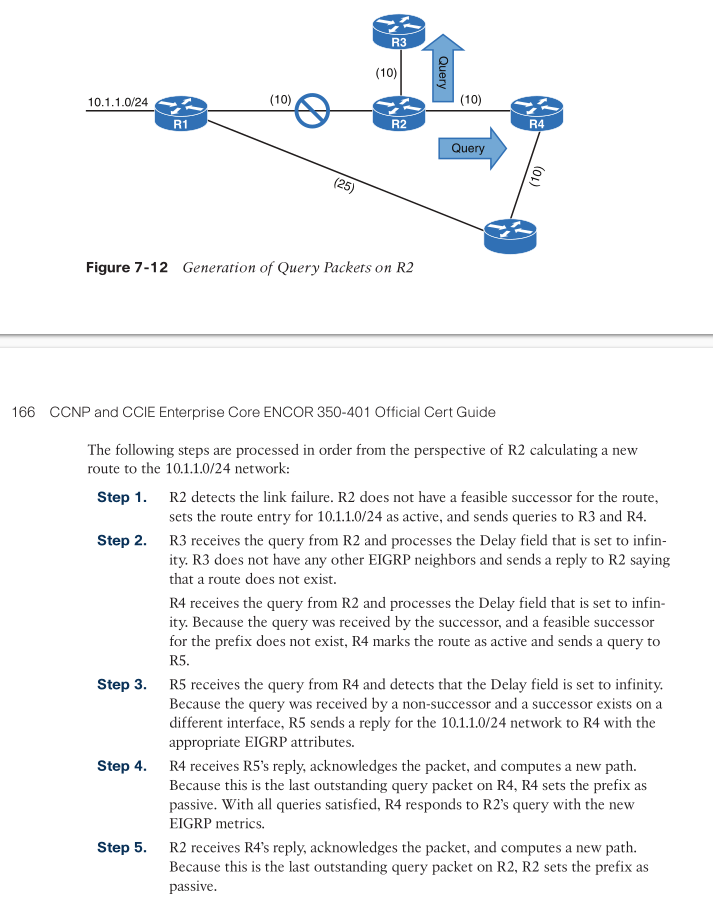 R3
Query
(10)
10.1.1.0/24
(10)
(10)
R1
R2
R4
Query
(25)
(10)
Figure 7-12 Generation of Query Packets on R2
166 CCNP and CCIE Enterprise Core ENCOR 350-401 Official Cert Guide
The following steps are processed in order from the perspective of R2 calculating a new
route to the 10.1.1.0/24 network:
Step 1. R2 detects the link failure. R2 does not have a feasible successor for the route,
sets the route entry for 10.1.1.0/24 as active, and sends queries to R3 and R4.
Step 2. R3 receives the query from R2 and processes the Delay field that is set to infin-
ity. R3 does not have any other EIGRP neighbors and sends a reply to R2 saying
that a route does not exist.
R4 receives the query from R2 and processes the Delay field that is set to infin-
ity. Because the query was received by the successor, and a feasible successor
for the prefix does not exist, R4 marks the route as active and sends a query to
R5.
Step 3. R5 receives the query from R4 and detects that the Delay field is set to infinity.
Because the query was received by a non-successor and a successor exists on a
different interface, R5 sends a reply for the 10.1.1.0/24 network to R4 with the
appropriate EIGRP attributes.
Step 4. R4 receives R5's reply, acknowledges the packet, and computes a new path.
Because this is the last outstanding query packet on R4, R4 sets the prefix as
passive. With all queries satisfied, R4 responds to R2's query with the new
EIGRP metrics.
Step 5. R2 receives R4's reply, acknowledges the packet, and computes a new path.
Because this is the last outstanding query packet on R2, R2 sets the prefix as
passive.